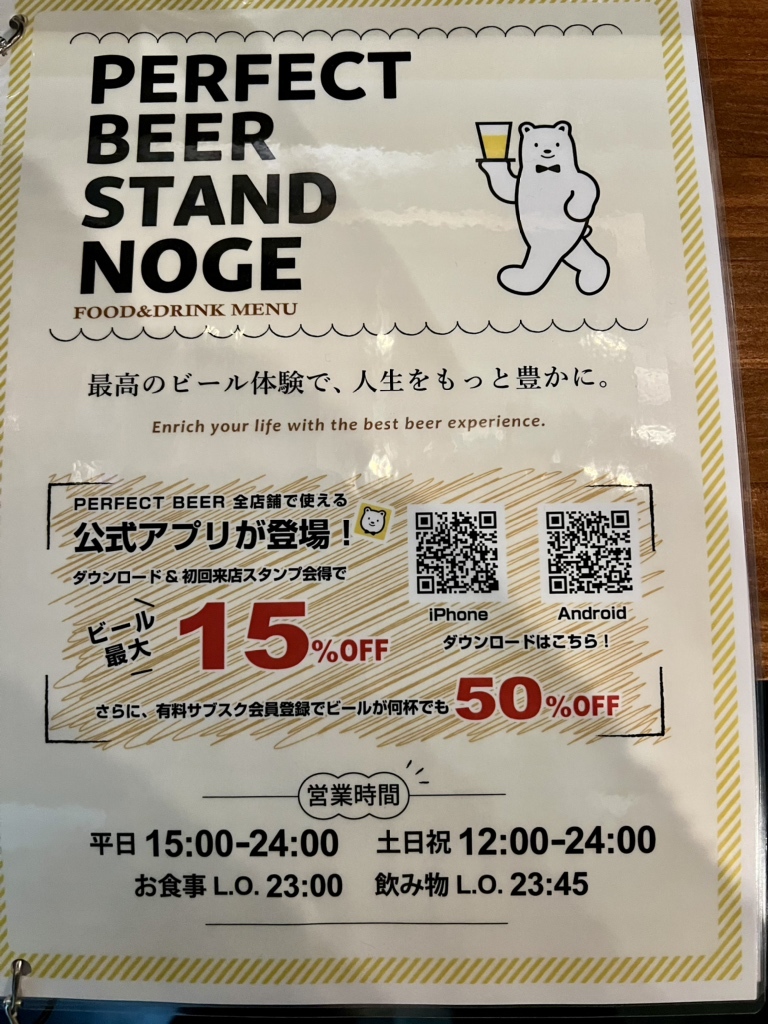 PERFECT
BEER
STAND
NOGE
FOOD&DRINK MENU
最高のビール体験で、人生をもっと豊かに。
Enrich your life with the best beer experience.
PERFECT BEER 全店舗で使える
公式アプリが登場！
ダウンロード & 初回来店スタンプ会得で
ビール
最大
15%OFF
iPhone
Android
ダウンロードはこちら！
さらに、有料サブスク会員登録でビールが何杯でも 50%OFF
営業時間
平日 15:00-24:00 土日祝 12:00-24:00
お食事 L.O. 23:00 飲み物 L.O. 23:45